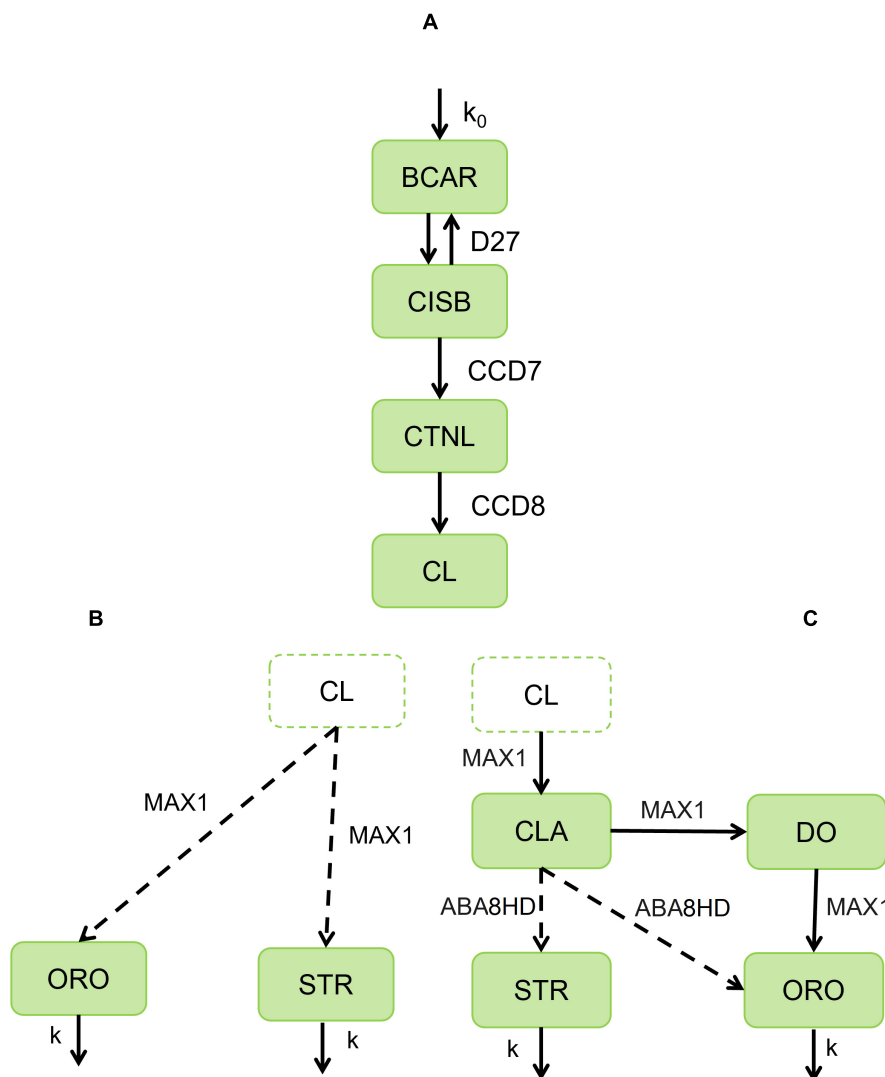 A
k₀
BCAR
D27
CISB
CCD7
CTNL
CCD8
CL
B
C
CL
CL
MAX1
MAX1
MAX1
MAX1
CLA
DO
ABA8HD
ABA8HD
MAX1
ORO
STR
STR
ORO
k
k
k
k